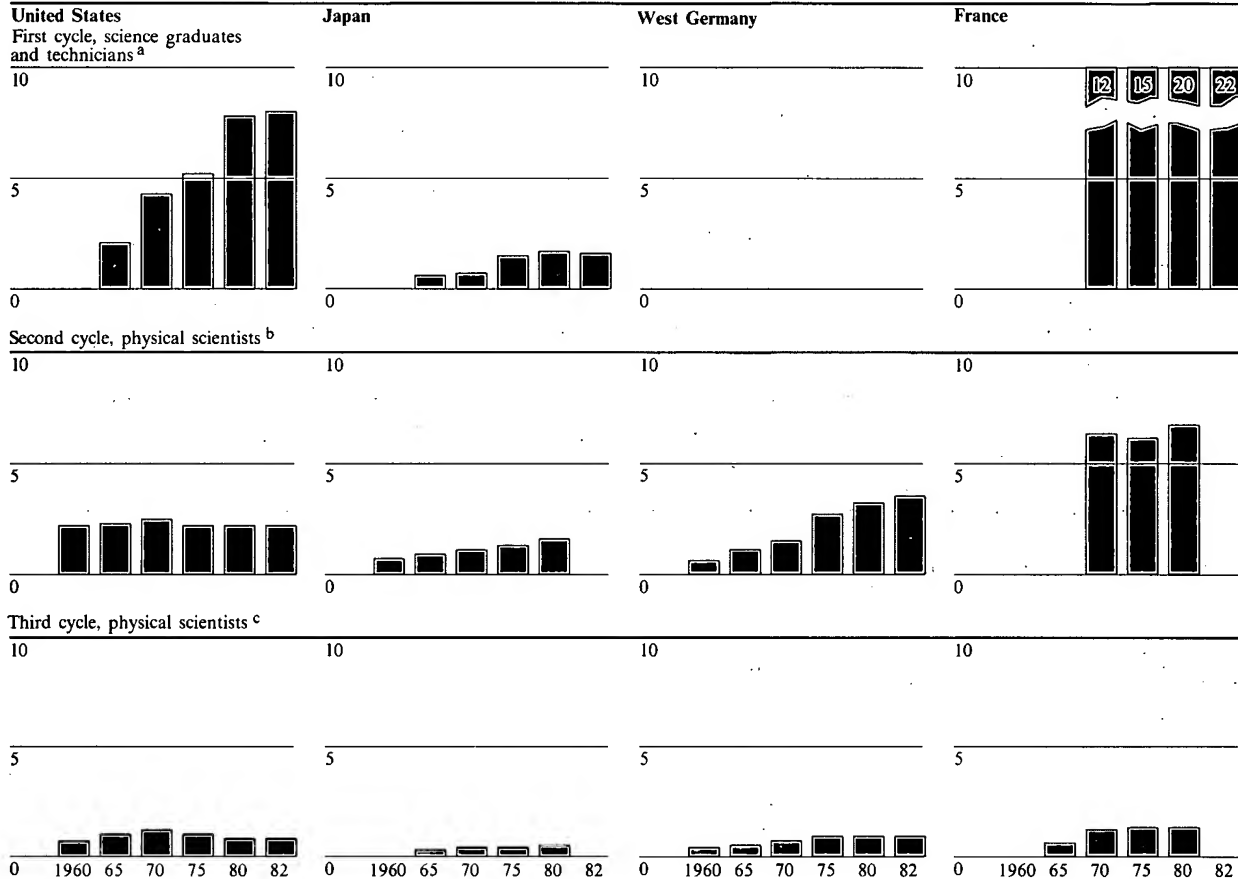 United States Japan West Germany France
First cycle, science graduates
and technicians a
10 10 10 10
12 15 20 22
5 5 5 5
0 0 0 0
Second cycle, physical scientists b
10 10 10 10
5 5 5 5
0 0 0 0
Third cycle, physical scientists c
10 10 10 10
5 5 5 5
0 1960 65 70 75 80 82 0 1960 65 70 75 80 82 0 1960 65 70 75 80 82 0 1960 65 70 75 80 82